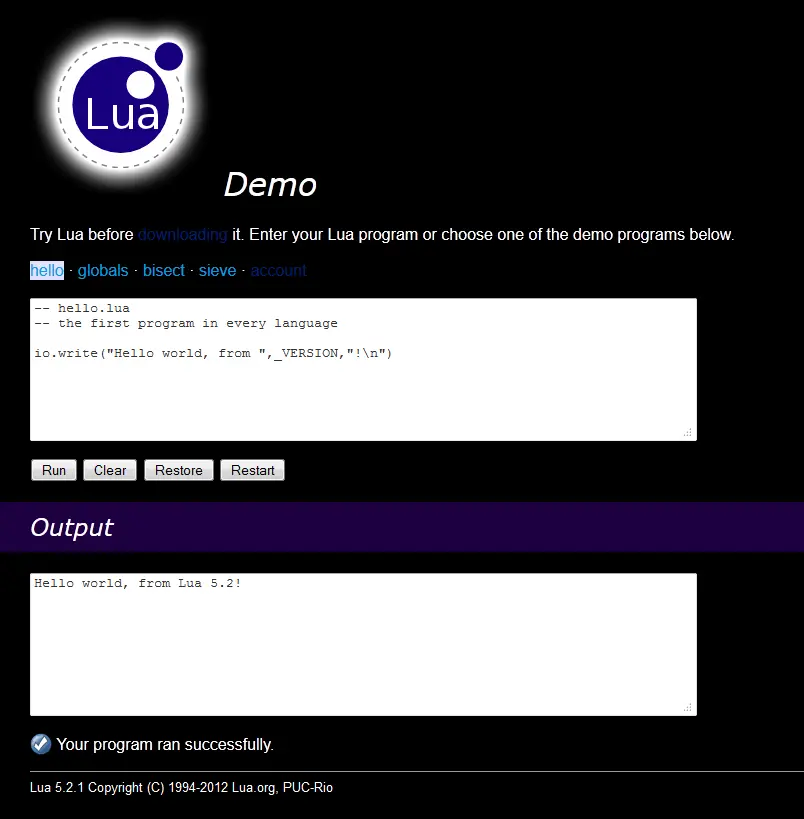 Lua
Demo
Try Lua before downloading it. Enter your Lua program or choose one of the demo programs below.
hello · globals · bisect · sieve · account
-- hello.lua
-- the first program in every language
io.write("Hello world, from ",_VERSION,"!\n")
Run Clear Restore Restart
Output
Hello world, from Lua 5.2!
Your program ran successfully.
Lua 5.2.1 Copyright (C) 1994-2012 Lua.org, PUC-Rio